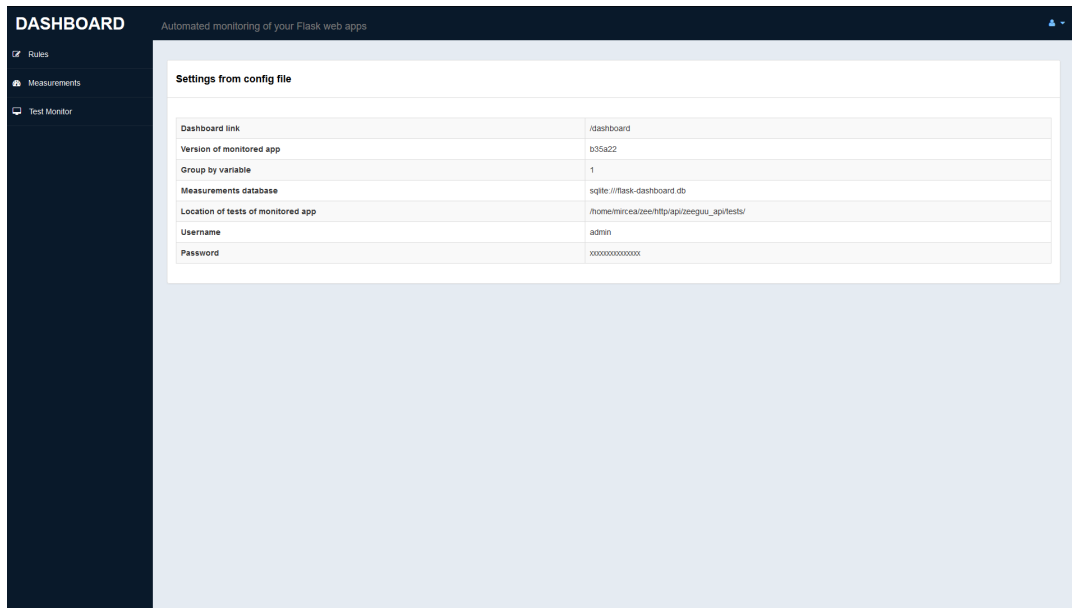 DASHBOARD
Automated monitoring of your Flask web apps
Rules
Measurements
Test Monitor
Settings from config file
Dashboard link /dashboard
Version of monitored app b35a22
Group by variable 1
Measurements database sqlite:///flask-dashboard.db
Location of tests of monitored app /home/mircea/zee/http/api/zeeguu_api/tests/
Username admin
Password xxxxxxxxxxxxxx